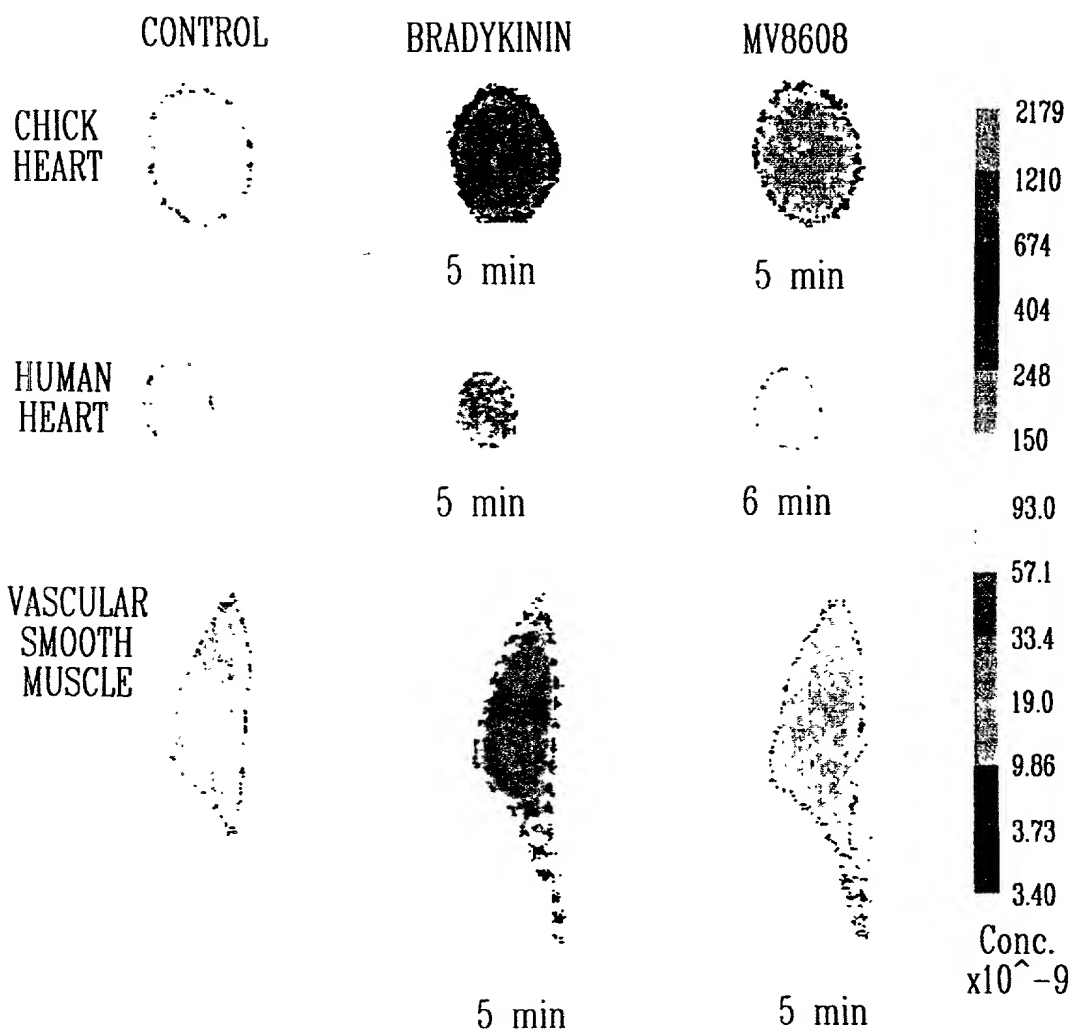 CONTROL
BRADYKININ
MV8608
CHICK
HEART
5 min
5 min
HUMAN
HEART
5 min
6 min
VASCULAR
SMOOTH
MUSCLE
5 min
5 min
2179
1210
674
404
248
150
93.0
57.1
33.4
19.0
9.86
3.73
3.40
Conc.
x10^-9